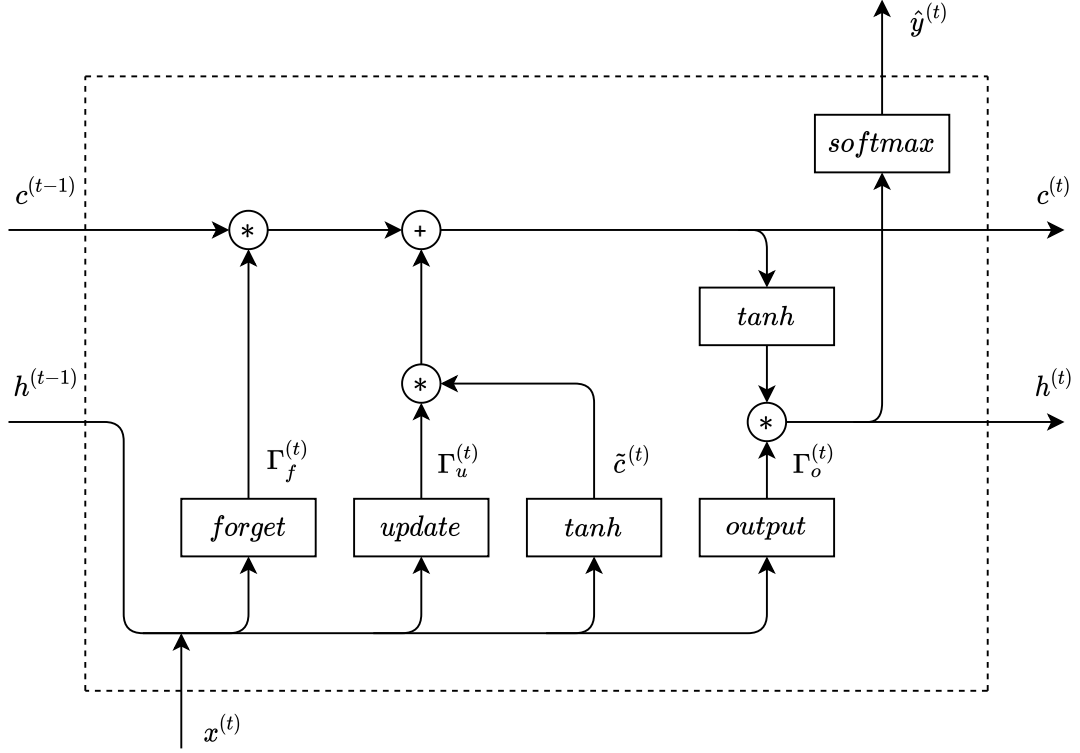 ŷ^(t)
softmax
c^(t−1)
c^(t)
*
+
tanh
h^(t−1)
*
h^(t)
*
Γ_f^(t)
Γ_u^(t)
c̃^(t)
Γ_o^(t)
forget
update
tanh
output
x^(t)